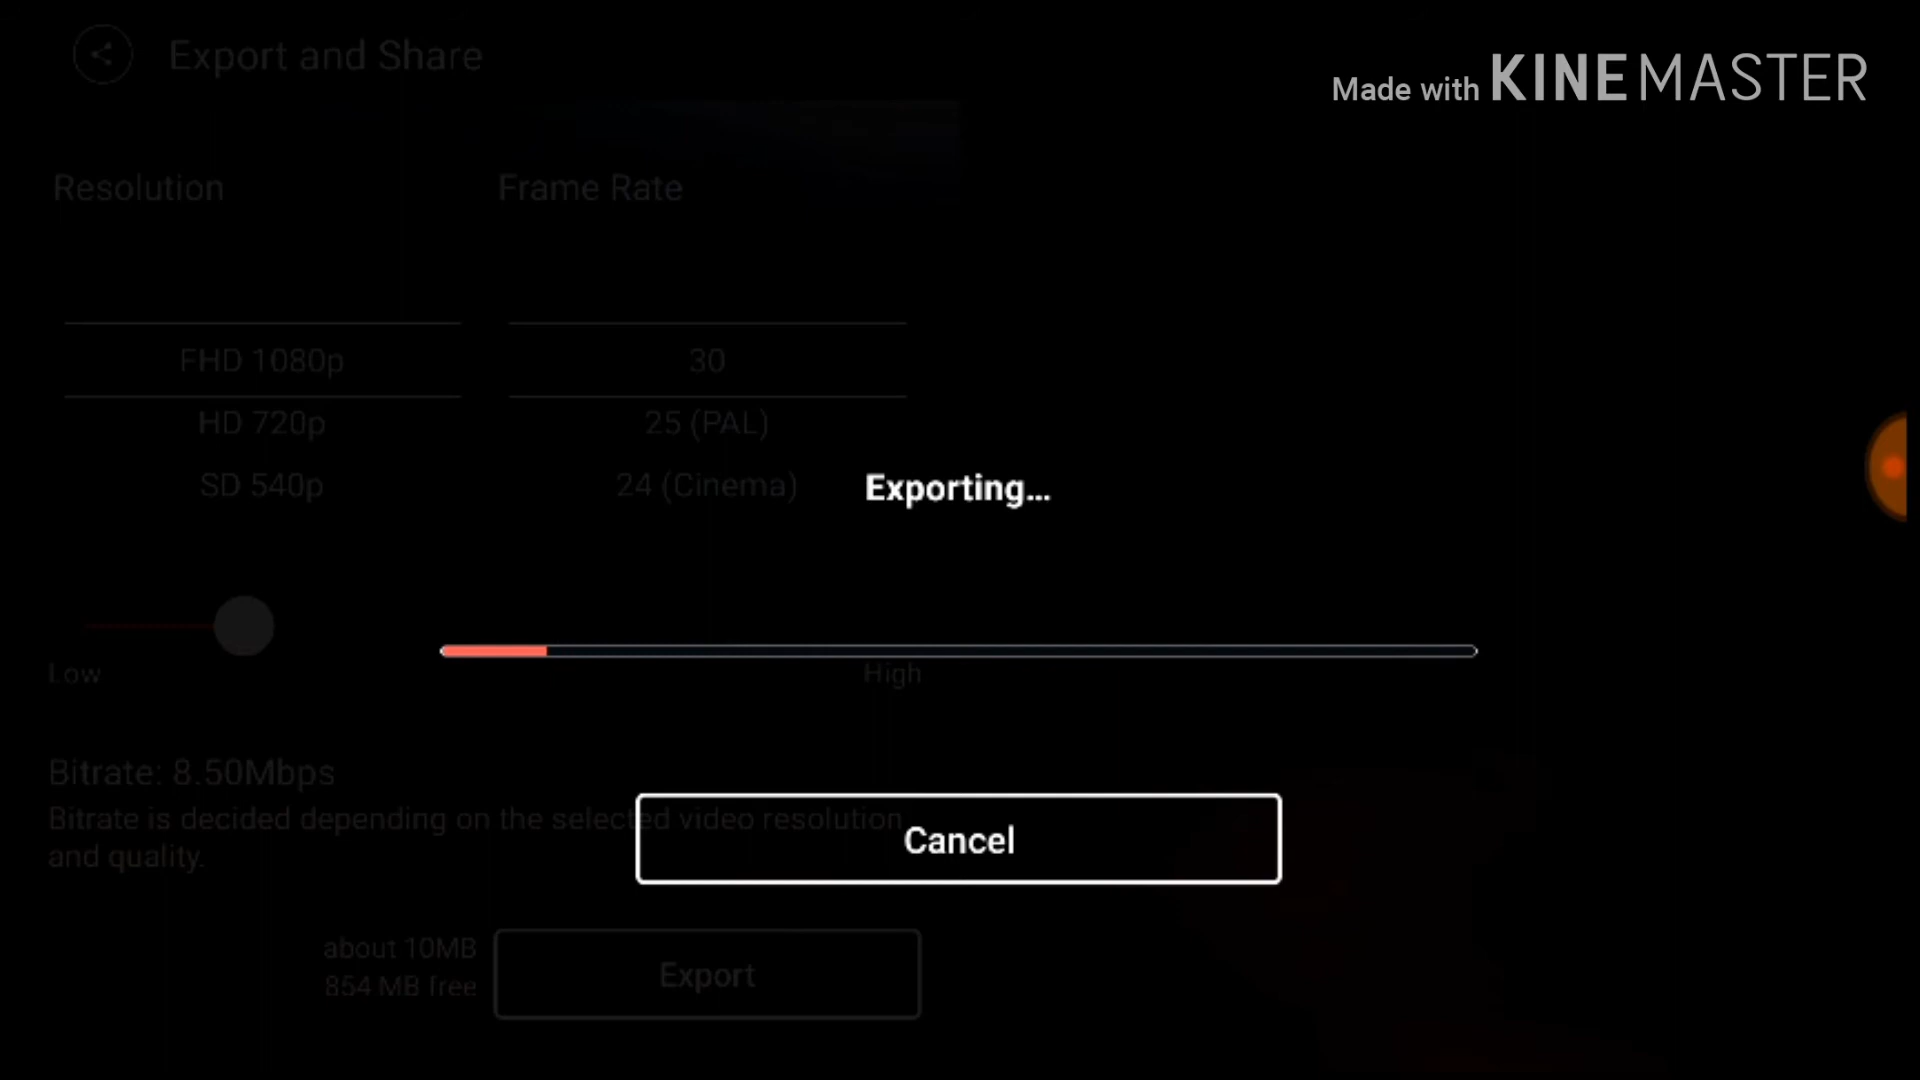 Export and Share
Made with KINEMASTER
Resolution
Frame Rate
FHD 1080p
30
HD 720p
25 (PAL)
SD 540p
24 (Cinema)
Exporting...
Low
High
Bitrate: 8.50Mbps
Bitrate is decided depending on the selected video resolution
and quality.
Cancel
about 10MB
854 MB free
Export